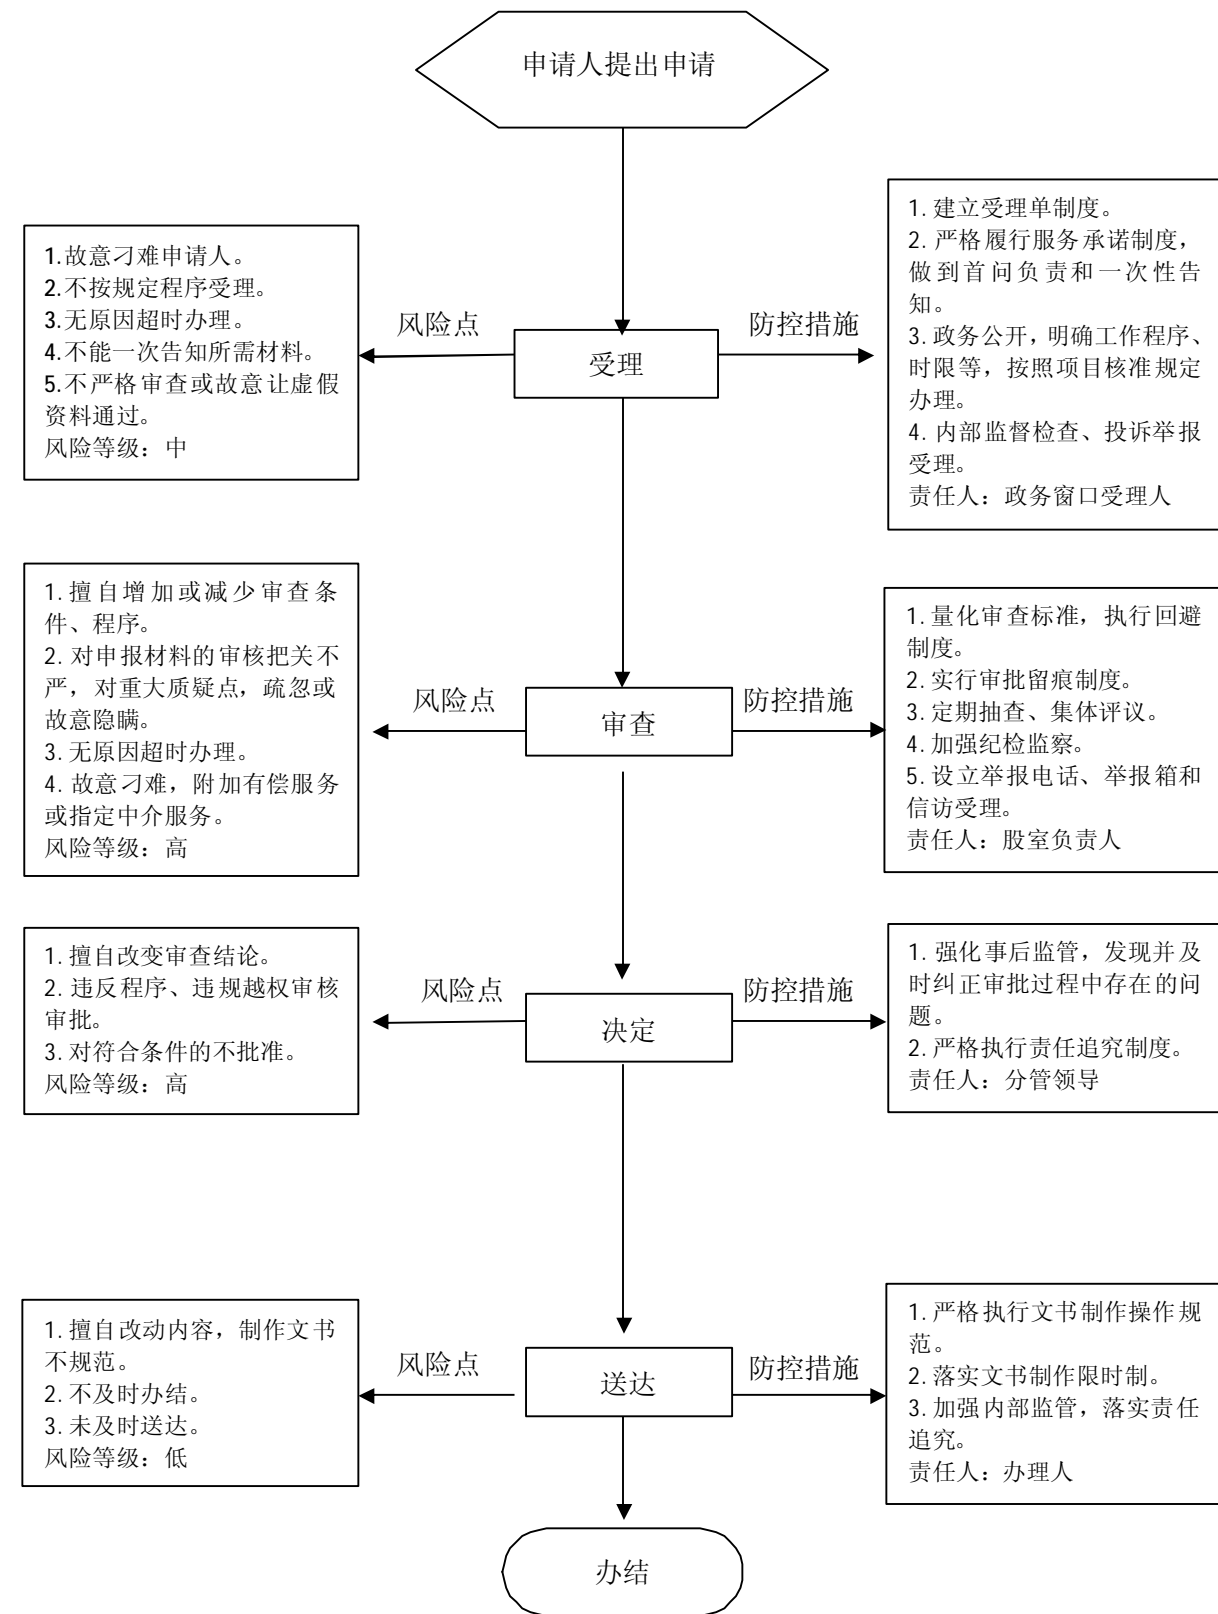 申请人提出申请
1.故意刁难申请人。
2.不按规定程序受理。
3.无原因超时办理。
4.不能一次告知所需材料。
5.不严格审查或故意让虚假
资料通过。
风险等级：中
风险点
受理
防控措施
1.建立受理单制度。
2.严格履行服务承诺制度，
做到首问负责和一次性告
知。
3.政务公开，明确工作程序、
时限等，按照项目核准规定
办理。
4.内部监督检查、投诉举报
受理。
责任人：政务窗口受理人
1.擅自增加或减少审查条
件、程序。
2.对申报材料的审核把关不
严，对重大质疑点，疏忽或
故意隐瞒。
3.无原因超时办理。
4.故意刁难，附加有偿服务
或指定中介服务。
风险等级：高
风险点
审查
防控措施
1.量化审查标准，执行回避
制度。
2.实行审批留痕制度。
3.定期抽查、集体评议。
4.加强纪检监察。
5.设立举报电话、举报箱和
信访受理。
责任人：股室负责人
1.擅自改变审查结论。
2.违反程序、违规越权审核
审批。
3.对符合条件的不批准。
风险等级：高
风险点
决定
防控措施
1.强化事后监管，发现并及
时纠正审批过程中存在的问
题。
2.严格执行责任追究制度。
责任人：分管领导
1.擅自改动内容，制作文书
不规范。
2.不及时办结。
3.未及时送达。
风险等级：低
风险点
送达
防控措施
1.严格执行文书制作操作规
范。
2.落实文书制作限时制。
3.加强内部监管，落实责任
追究。
责任人：办理人
办结